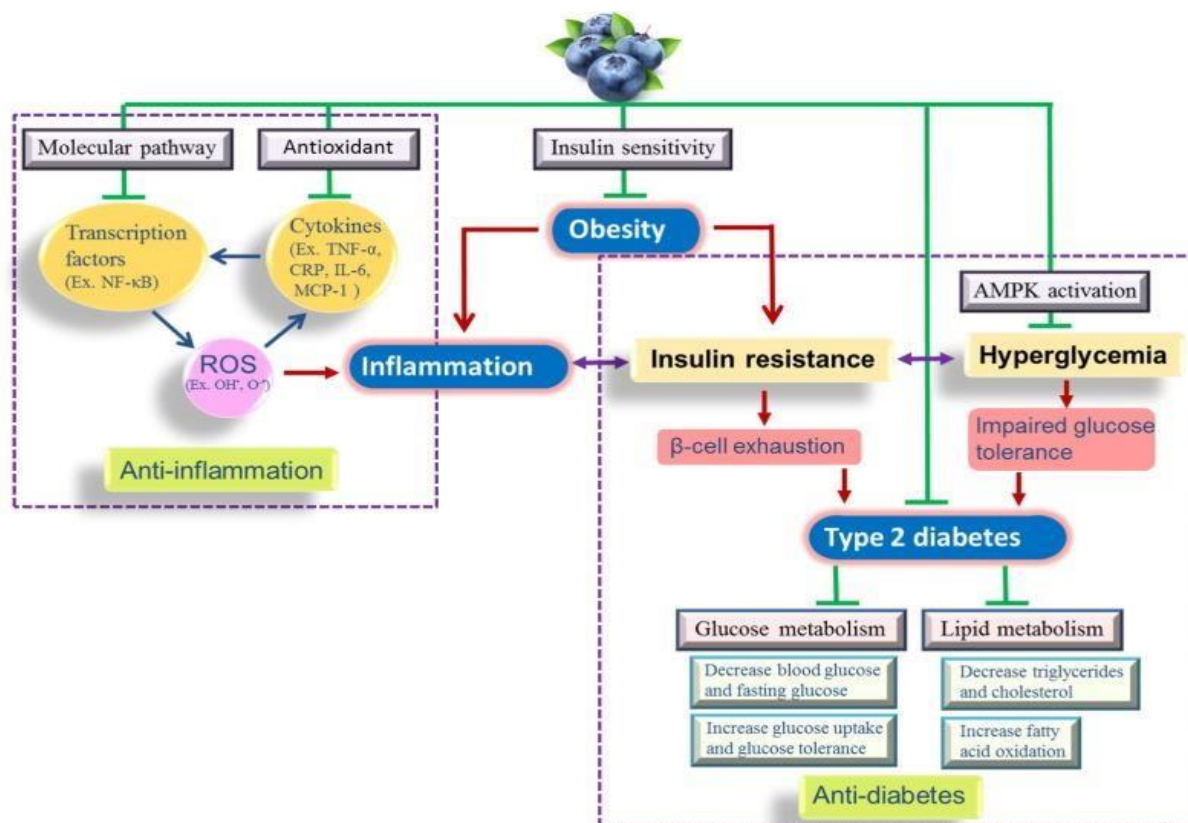 Molecular pathway
Antioxidant
Insulin sensitivity
Transcription
factors
(Ex. NF-κB)
Cytokines
(Ex. TNF-α,
CRP, IL-6,
MCP-1 )
Obesity
AMPK activation
ROS
(Ex. OH•, O•)
Inflammation
Insulin resistance
Hyperglycemia
β-cell exhaustion
Impaired glucose
tolerance
Anti-inflammation
Type 2 diabetes
Glucose metabolism
Lipid metabolism
Decrease blood glucose
and fasting glucose
Decrease triglycerides
and cholesterol
Increase glucose uptake
and glucose tolerance
Increase fatty
acid oxidation
Anti-diabetes